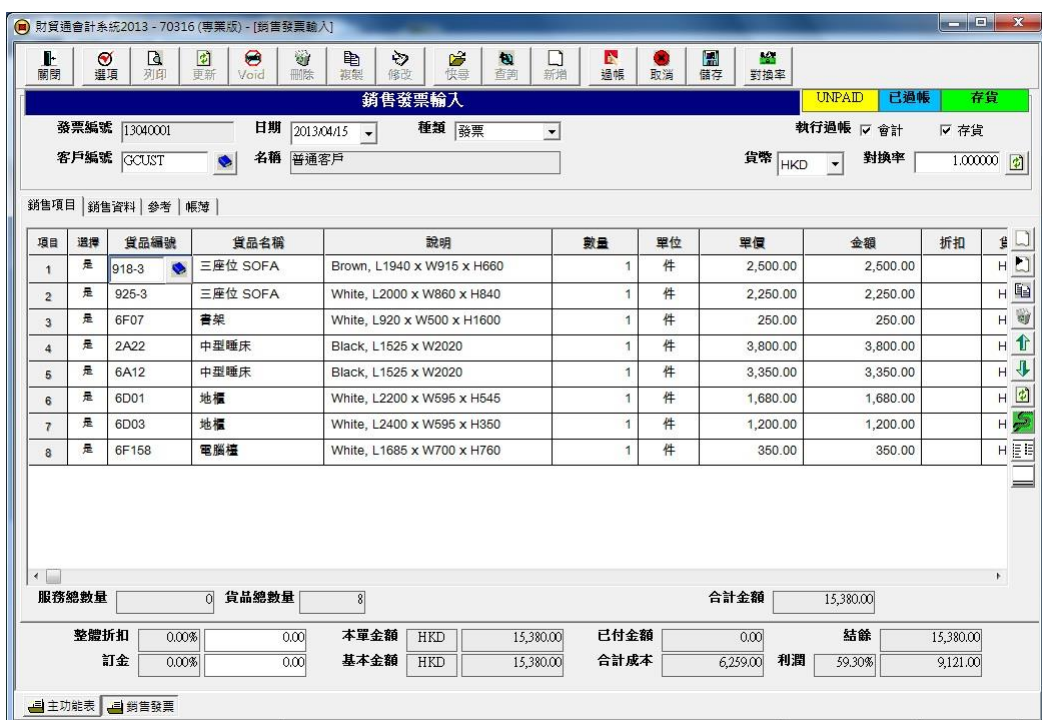 財貿通會計系統2013 - 70316 (專業版) - [銷售發票輸入]
關閉 選項 列印 更新 Void 刪除 複製 修改 快尋 查詢 新增 過帳 取消 儲存 對換率
銷售發票輸入 UNPAID 已過帳 存貨
發票編號 13040001 日期 2013/04/15 種類 發票 執行過帳 會計 存貨
客戶編號 GCUST 名稱 普通客戶 貨幣 HKD 對換率 1.000000
銷售項目 銷售資料 參考 帳簿
項目 選擇 貨品編號 貨品名稱 說明 數量 單位 單價 金額 折扣
1 是 918-3 三座位 SOFA Brown, L1940 x W915 x H660 1 件 2,500.00 2,500.00 H
2 是 925-3 三座位 SOFA White, L2000 x W860 x H840 1 件 2,250.00 2,250.00 H
3 是 6F07 書架 White, L920 x W500 x H1600 1 件 250.00 250.00 H
4 是 2A22 中型睡床 Black, L1525 x W2020 1 件 3,800.00 3,800.00 H
5 是 6A12 中型睡床 Black, L1525 x W2020 1 件 3,350.00 3,350.00 H
6 是 6D01 地櫃 White, L2200 x W595 x H545 1 件 1,680.00 1,680.00 H
7 是 6D03 地櫃 White, L2400 x W595 x H350 1 件 1,200.00 1,200.00 H
8 是 6F158 電腦檯 White, L1685 x W700 x H760 1 件 350.00 350.00 H
服務總數量 0 貨品總數量 8 合計金額 15,380.00
整體折扣 0.00% 0.00 本單金額 HKD 15,380.00 已付金額 0.00 結餘 15,380.00
訂金 0.00% 0.00 基本金額 HKD 15,380.00 合計成本 6,259.00 利潤 59.30% 9,121.00
主功能表 銷售發票